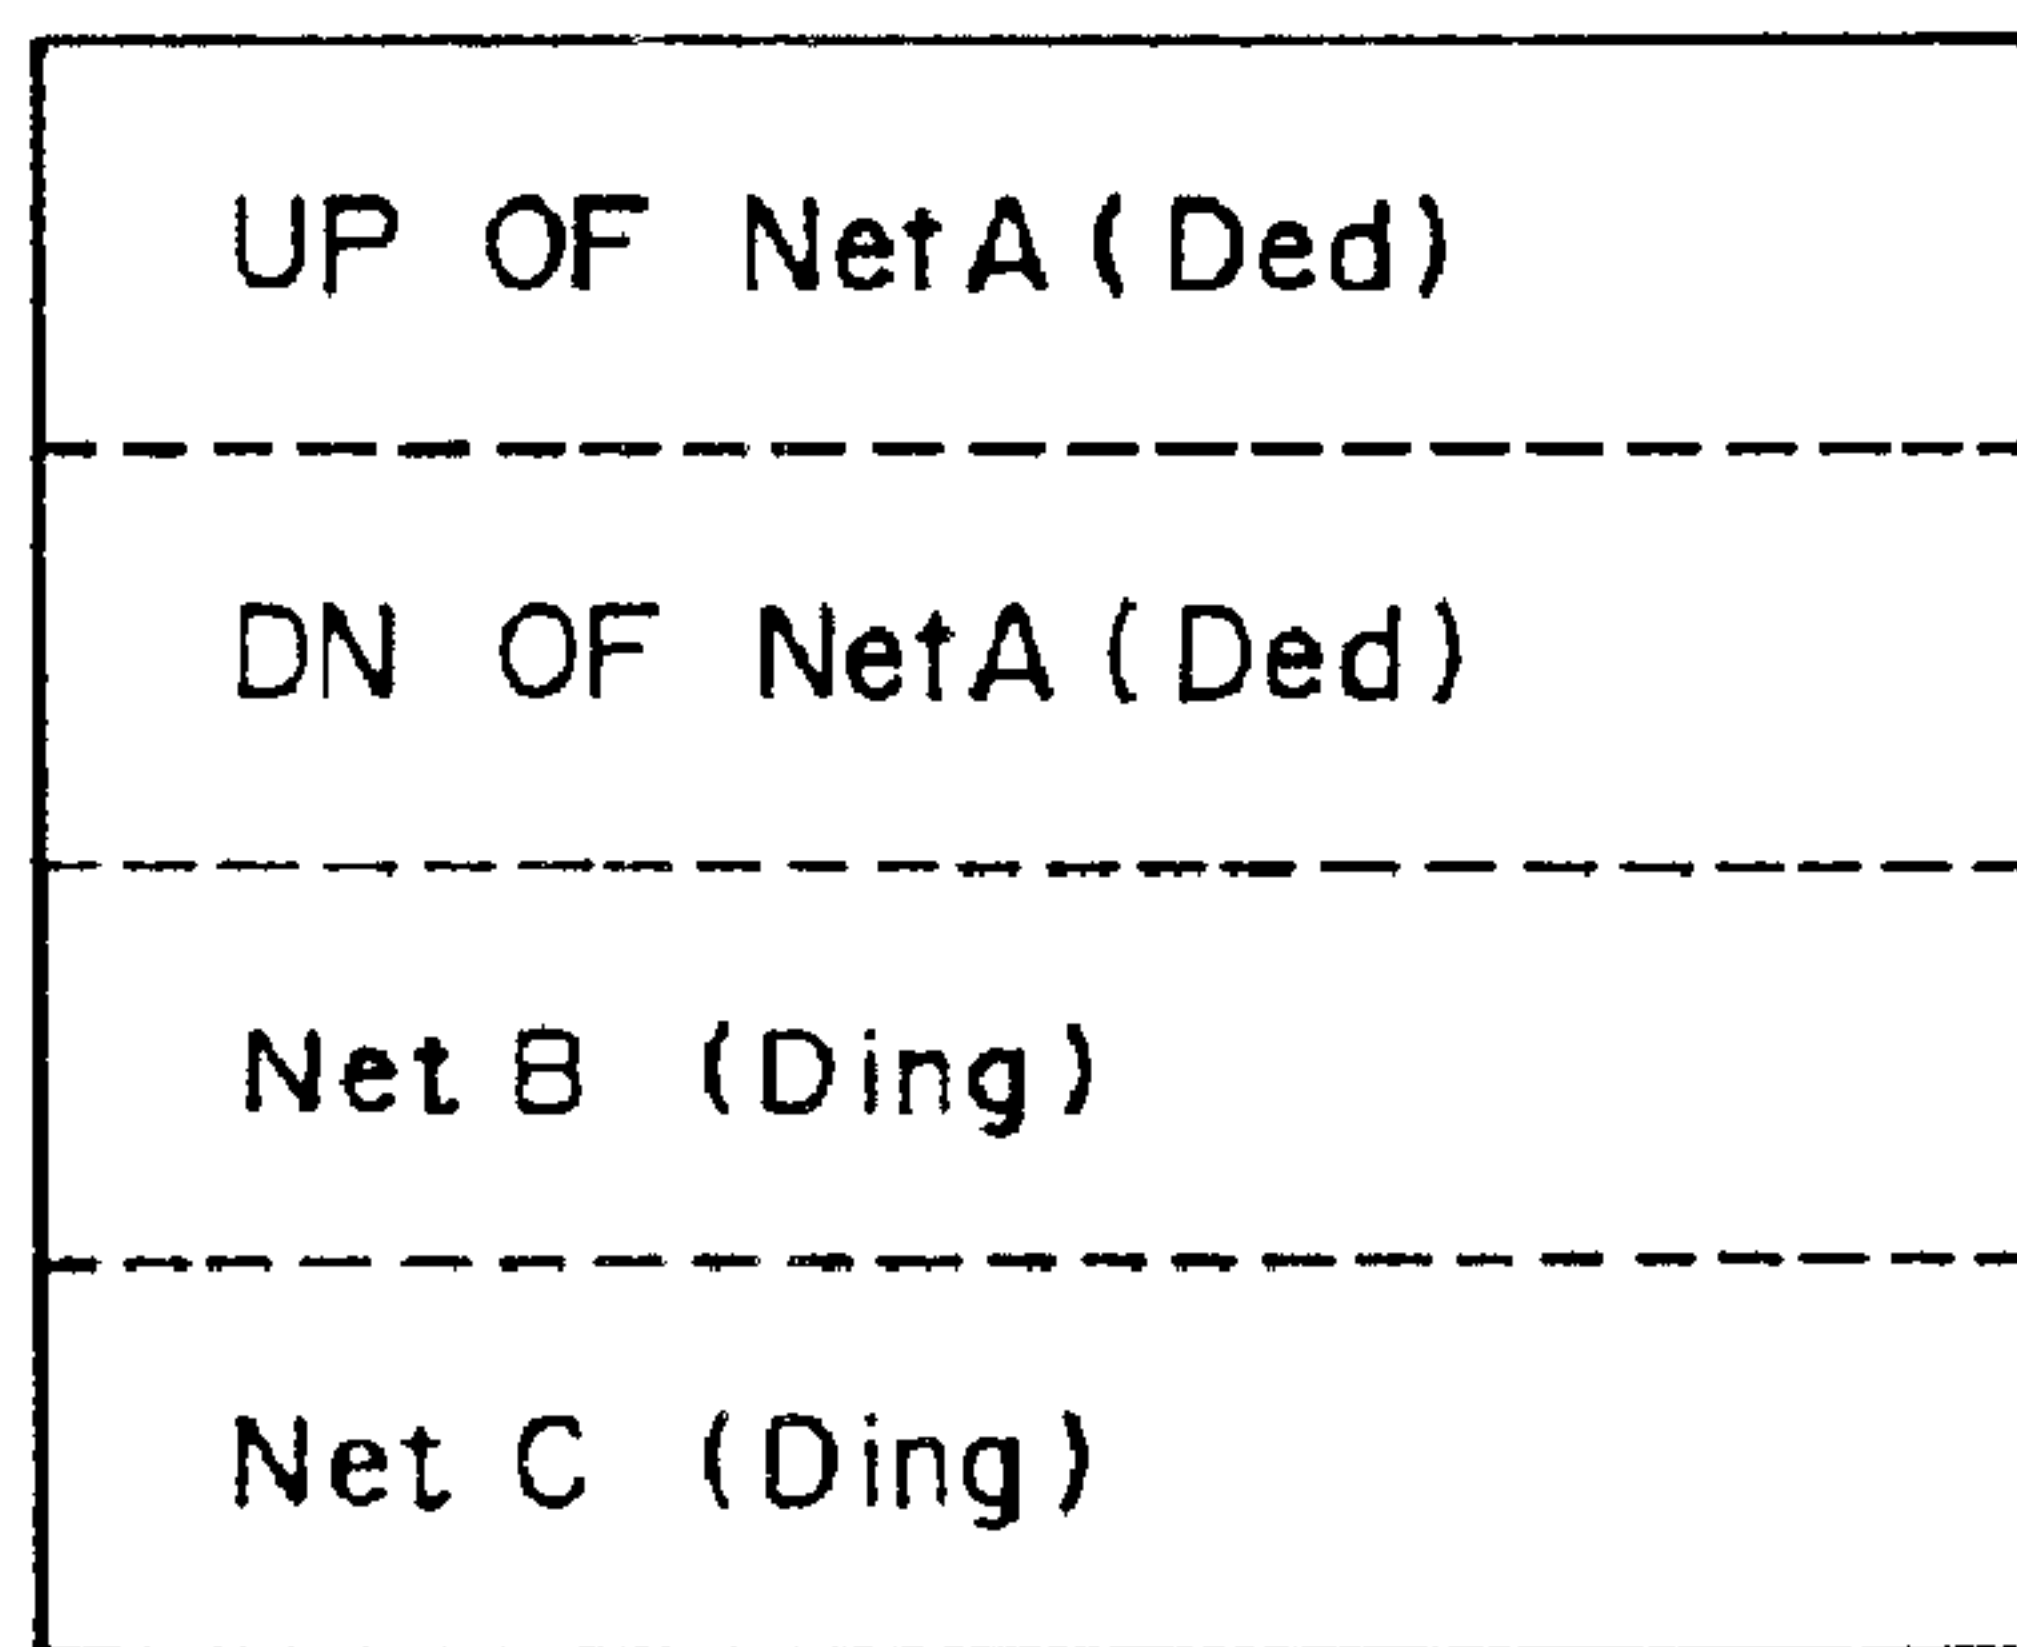 UP OF NetA (Ded)
DN OF NetA (Ded)
Net B (Ding)
Net C (Ding)